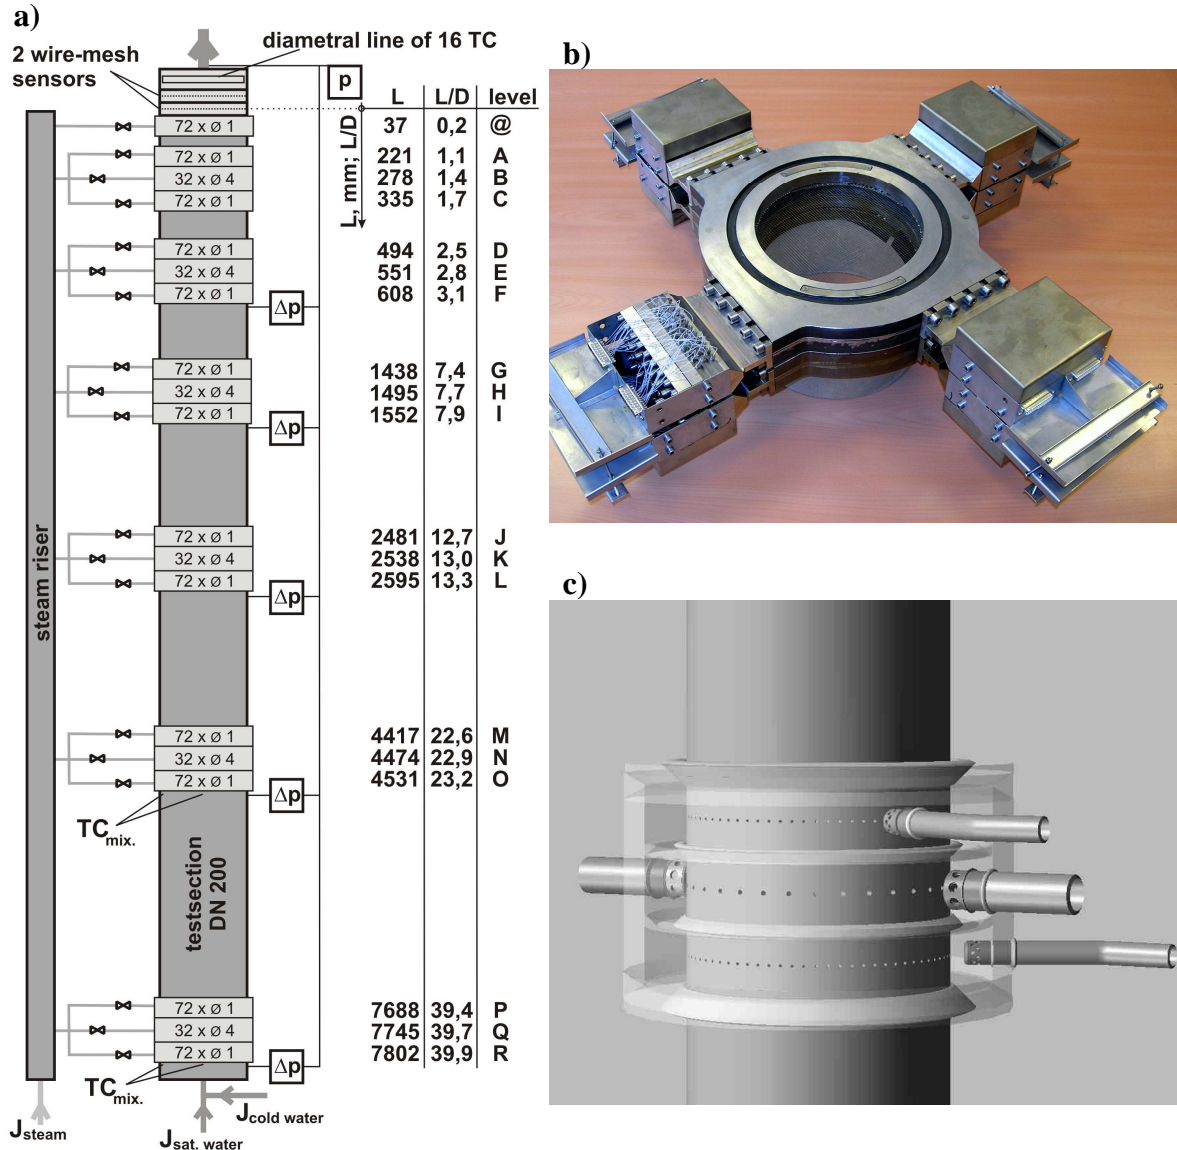 a)
diametral line of 16 TC
2 wire-mesh
sensors
p
L L/D level
L, mm; L/D
72 x Ø 1 37 0,2 @
72 x Ø 1 221 1,1 A
32 x Ø 4 278 1,4 B
72 x Ø 1 335 1,7 C
72 x Ø 1 494 2,5 D
32 x Ø 4 551 2,8 E
72 x Ø 1 608 3,1 F
Δp
72 x Ø 1 1438 7,4 G
32 x Ø 4 1495 7,7 H
72 x Ø 1 1552 7,9 I
Δp
72 x Ø 1 2481 12,7 J
32 x Ø 4 2538 13,0 K
72 x Ø 1 2595 13,3 L
Δp
steam riser
72 x Ø 1 4417 22,6 M
32 x Ø 4 4474 22,9 N
72 x Ø 1 4531 23,2 O
Δp
TCmix.
testsection
DN 200
72 x Ø 1 7688 39,4 P
32 x Ø 4 7745 39,7 Q
72 x Ø 1 7802 39,9 R
Δp
TCmix.
Jcold water
Jsteam
Jsat. water
b)
c)